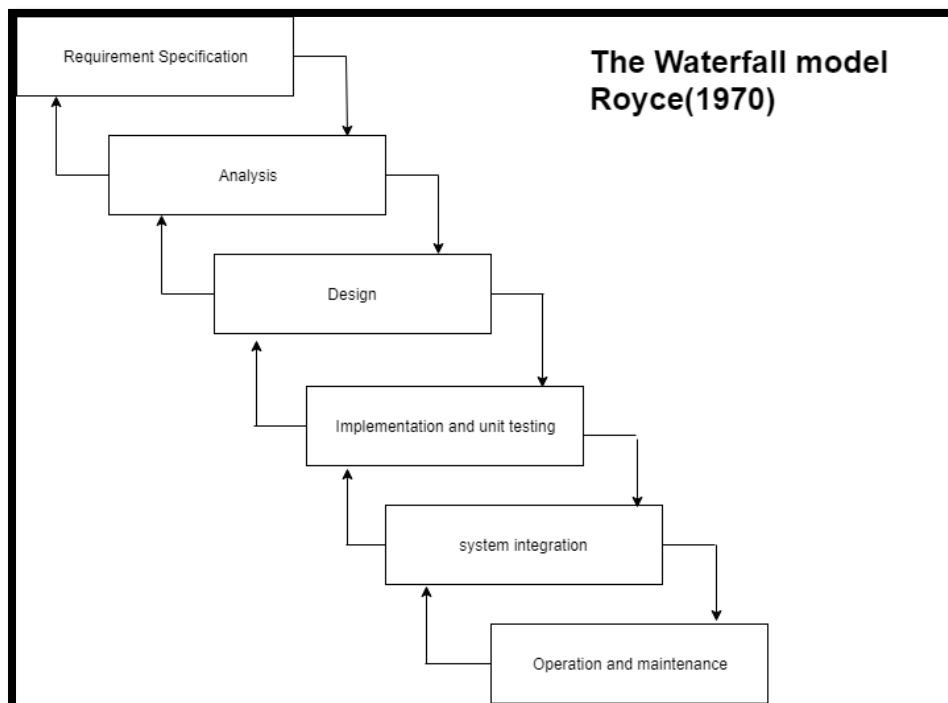 Requirement Specification
The Waterfall model
Royce(1970)
Analysis
Design
Implementation and unit testing
system integration
Operation and maintenance